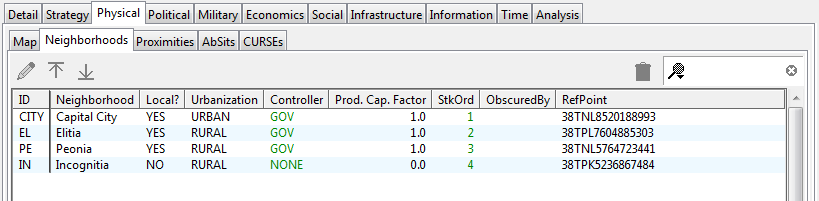 Detail Strategy Physical Political Military Economics Social Infrastructure Information Time Analysis
Map Neighborhoods Proximities AbSits CURSEs
ID Neighborhood Local? Urbanization Controller Prod. Cap. Factor StkOrd ObscuredBy RefPoint
CITY Capital City YES URBAN GOV 1.0 1 38TNL8520188993
EL Elitia YES RURAL GOV 1.0 2 38TPL7604885303
PE Peonia YES RURAL GOV 1.0 3 38TNL5764723441
IN Incognitia NO RURAL NONE 0.0 4 38TPK5236867484